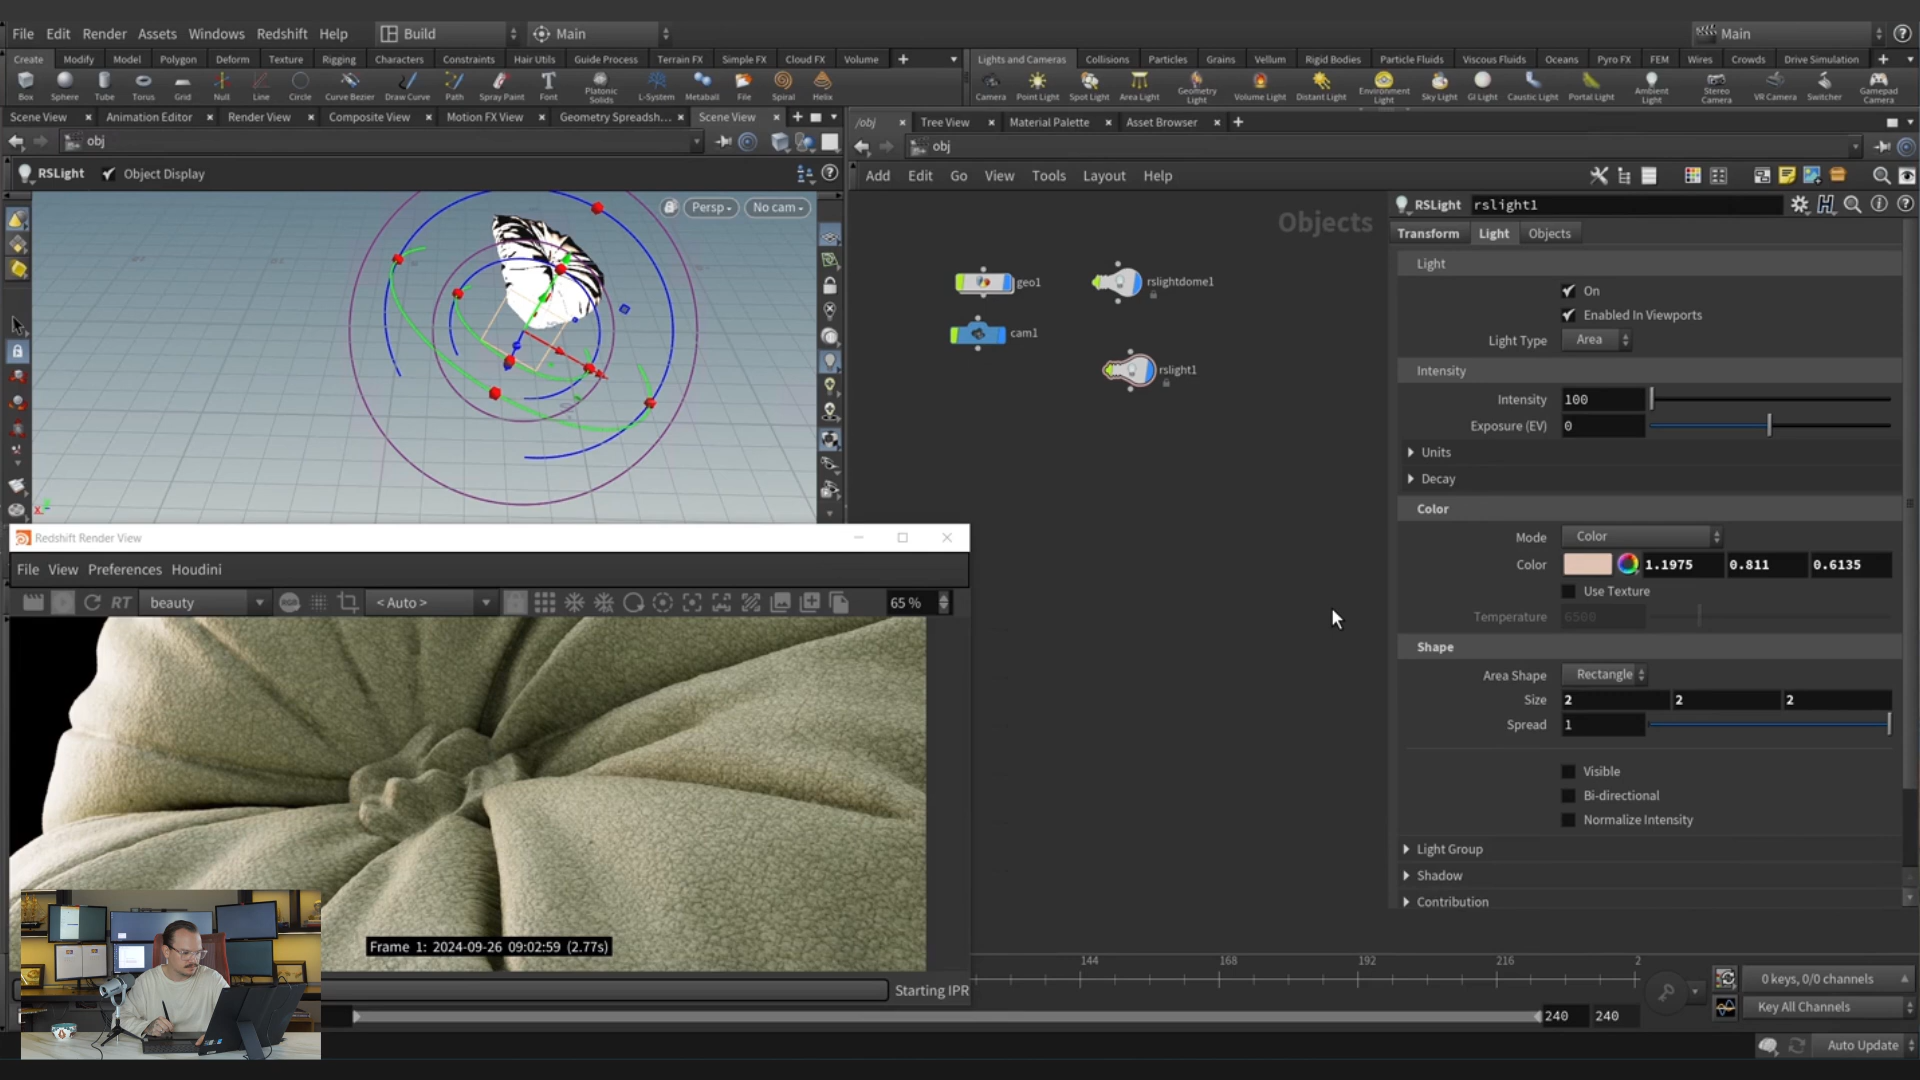 File Edit Render Assets Windows Redshift Help Build Main Main
Create Modify Model Polygon Deform Texture Rigging Characters Constraints Hair Utils Guide Process Terrain FX Simple FX Cloud FX Volume Lights and Cameras Collisions Particles Grains Vellum Rigid Bodies Particle Fluids Viscous Fluids Oceans Pyro FX FEM Wires Crowds Drive Simulation
Box Sphere Tube Torus Grid Null Line Circle Curve Bezier Draw Curve Path Spray Paint Font Platonic Solids L-System Metaball File Spiral Helix Camera Point Light Spot Light Area Light Geometry Light Volume Light Distant Light Environment Light Sky Light GI Light Caustic Light Portal Light Ambient Light Stereo Camera VR Camera Switcher Gamepad Camera
Scene View Animation Editor Render View Composite View Motion FX View Geometry Spreadsh... Scene View /obj Tree View Material Palette Asset Browser
obj obj
RSLight Object Display
Add Edit Go View Tools Layout Help
Persp No cam
Objects
geo1 rslightdome1
cam1
rslight1
RSLight rslight1
Transform Light Objects
Light
On
Enabled In Viewports
Light Type Area
Intensity
Intensity 100
Exposure (EV) 0
Units
Decay
Color
Mode Color
Color 1.1975 0.811 0.6135
Use Texture
Temperature 6500
Shape
Area Shape Rectangle
Size 2 2 2
Spread 1
Visible
Bi-directional
Normalize Intensity
Light Group
Shadow
Contribution
Redshift Render View
File View Preferences Houdini
RT beauty RGB < Auto > 65 %
Frame 1: 2024-09-26 09:02:59 (2.77s)
Starting IPR
144 168 192 216 2
240 240
0 keys, 0/0 channels
Key All Channels
Auto Update